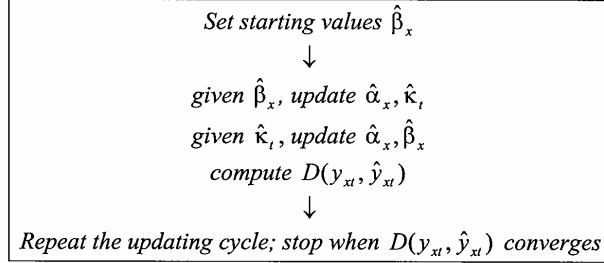 Set starting values β̂ₓ
↓
given β̂ₓ, update α̂ₓ, κ̂ₜ
given κ̂ₜ, update α̂ₓ, β̂ₓ
compute D(yₓₜ, ŷₓₜ)
↓
Repeat the updating cycle; stop when D(yₓₜ, ŷₓₜ) converges